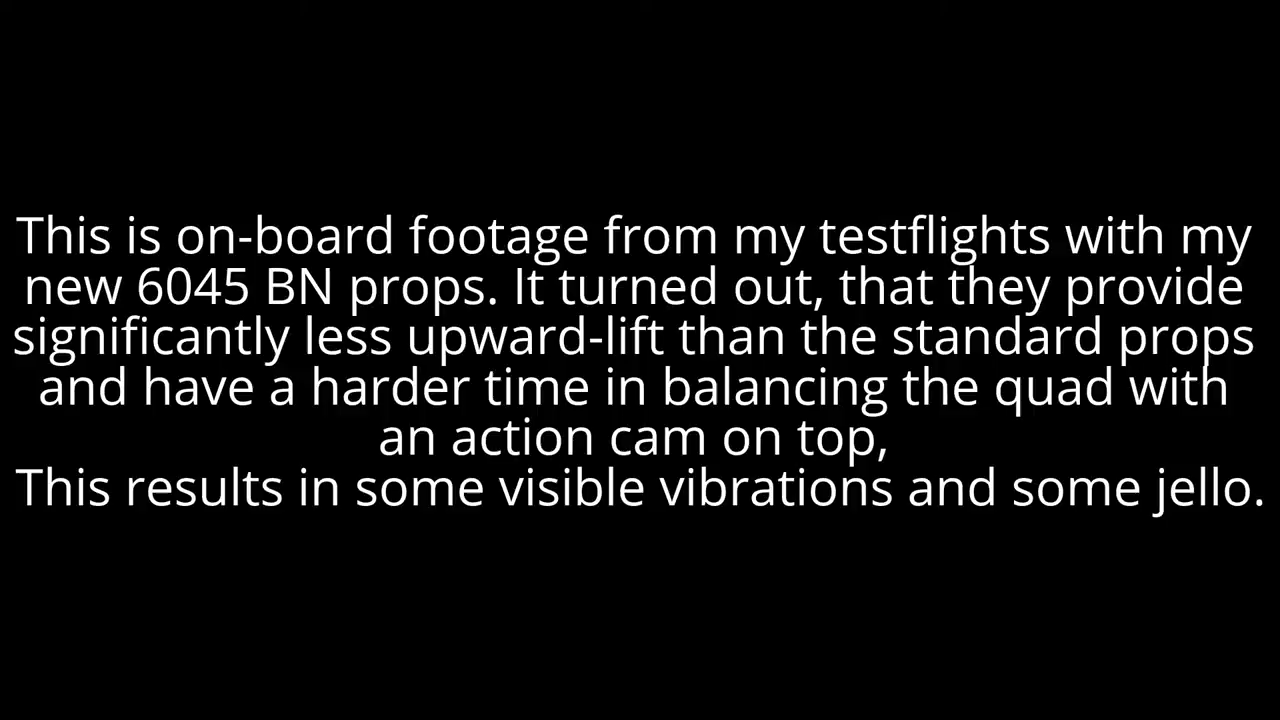 This is on-board footage from my testflights with my
new 6045 BN props. It turned out, that they provide
significantly less upward-lift than the standard props
and have a harder time in balancing the quad with
an action cam on top,
This results in some visible vibrations and some jello.